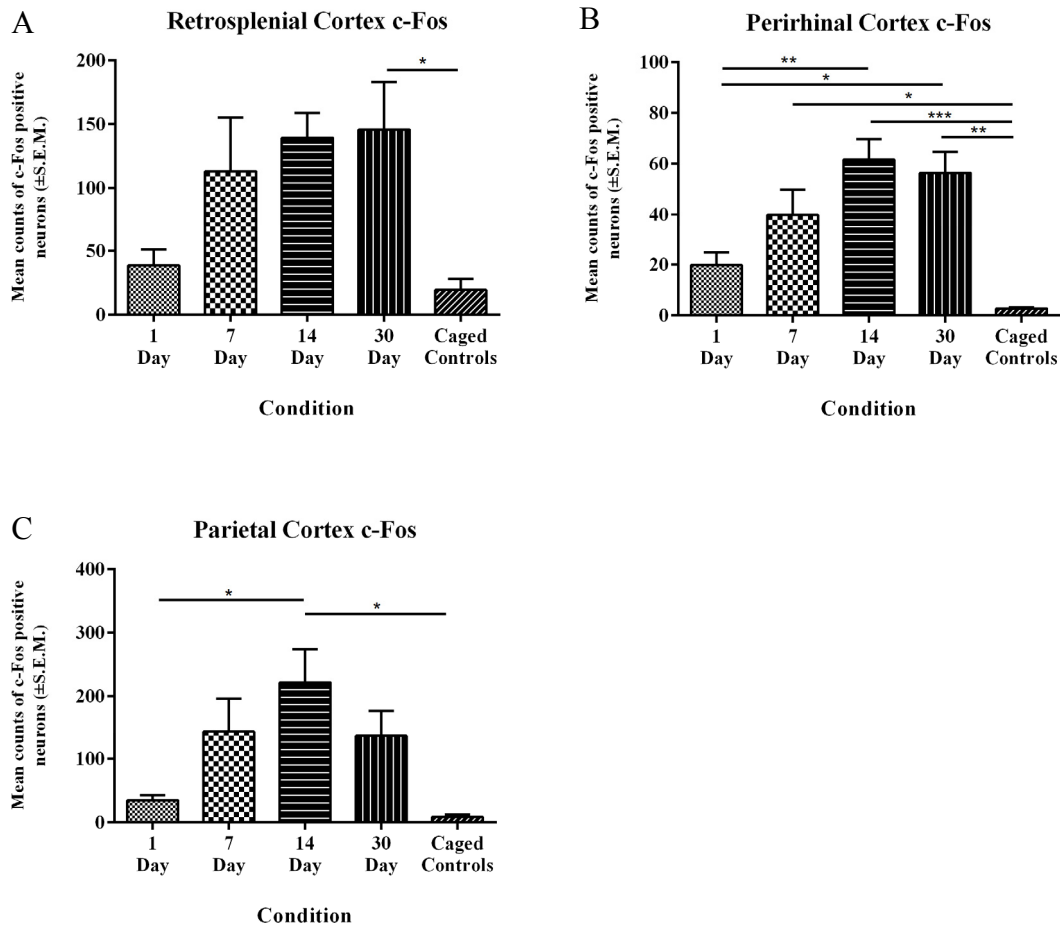 A
Retrosplenial Cortex c-Fos
Mean counts of c-Fos positive
neurons (±S.E.M.)
200
150
100
50
0
*
1
Day
7
Day
14
Day
30
Day
Caged
Controls
Condition
B
Perirhinal Cortex c-Fos
Mean counts of c-Fos positive
neurons (±S.E.M.)
100
80
60
40
20
0
**
*
*
***
**
1
Day
7
Day
14
Day
30
Day
Caged
Controls
Condition
C
Parietal Cortex c-Fos
Mean counts of c-Fos positive
neurons (±S.E.M.)
400
300
200
100
0
*
*
1
Day
7
Day
14
Day
30
Day
Caged
Controls
Condition